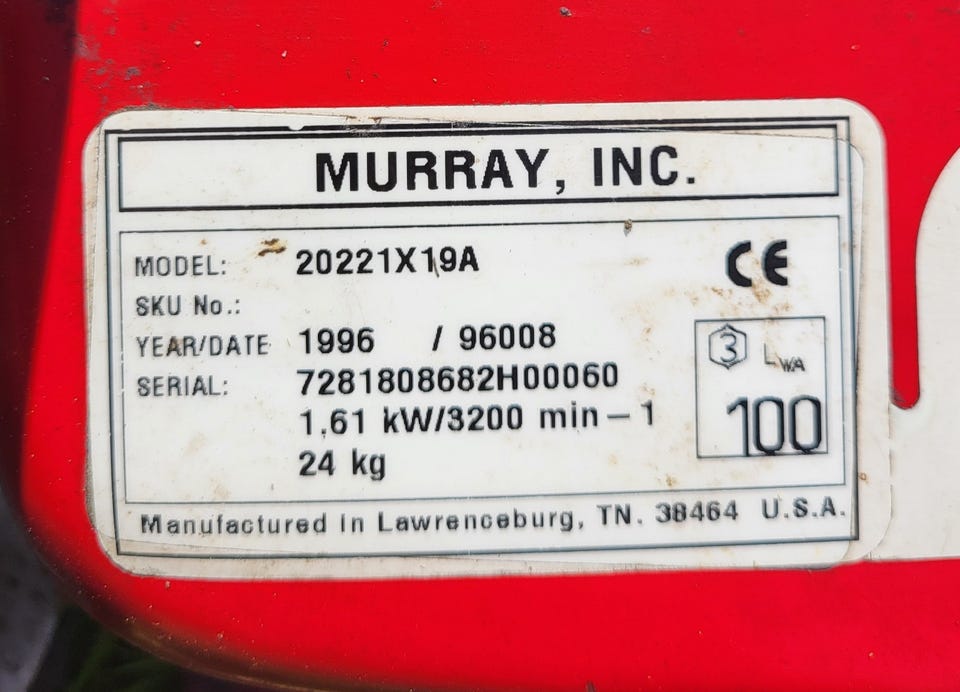 MURRAY, INC.
MODEL: 20221X19A
SKU No.:
YEAR/DATE 1996 / 96008
SERIAL: 7281808682H00060
1,61 kW/3200 min - 1
24 kg
CE
3 LWA
100
Manufactured in Lawrenceburg, TN. 38464 U.S.A.